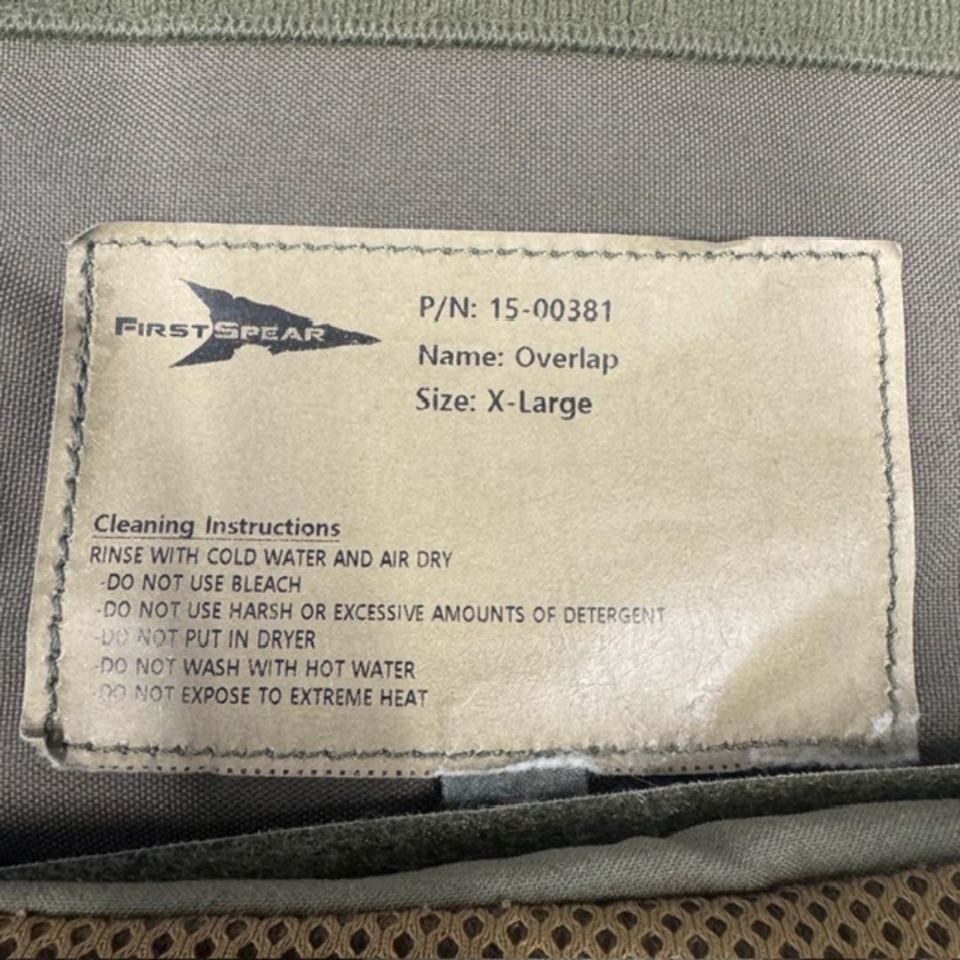 FIRSTSPEAR
P/N: 15-00381
Name: Overlap
Size: X-Large
Cleaning Instructions
RINSE WITH COLD WATER AND AIR DRY
-DO NOT USE BLEACH
-DO NOT USE HARSH OR EXCESSIVE AMOUNTS OF DETERGENT
-DO NOT PUT IN DRYER
-DO NOT WASH WITH HOT WATER
-DO NOT EXPOSE TO EXTREME HEAT